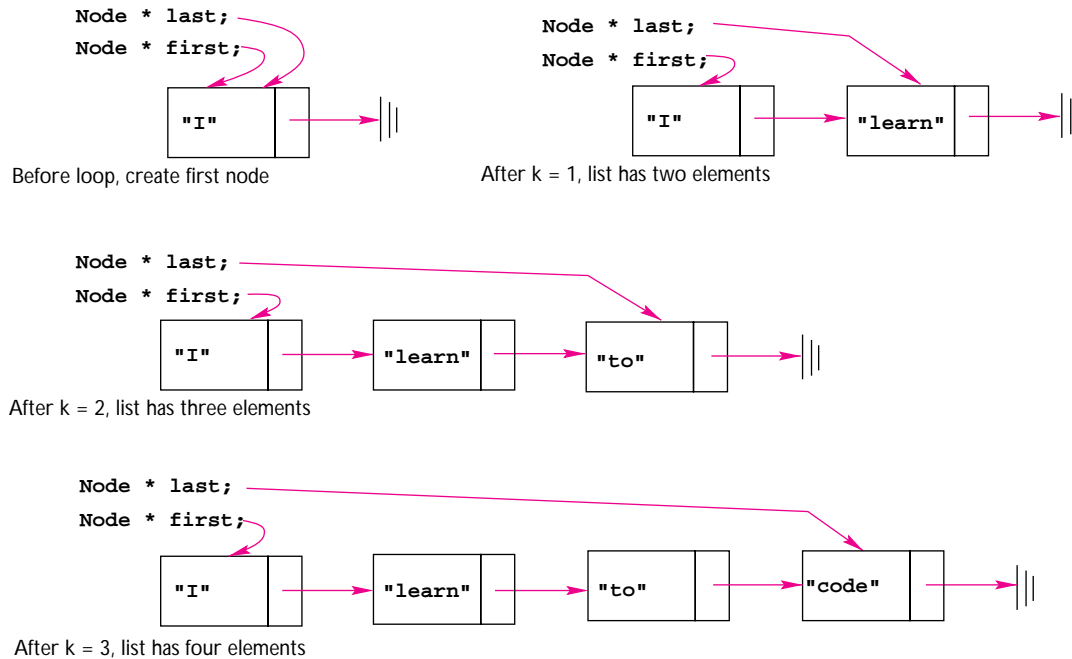 Node * last;
Node * first;
"I"
Before loop, create first node
Node * last;
Node * first;
"I" "learn"
After k = 1, list has two elements
Node * last;
Node * first;
"I" "learn" "to"
After k = 2, list has three elements
Node * last;
Node * first;
"I" "learn" "to" "code"
After k = 3, list has four elements